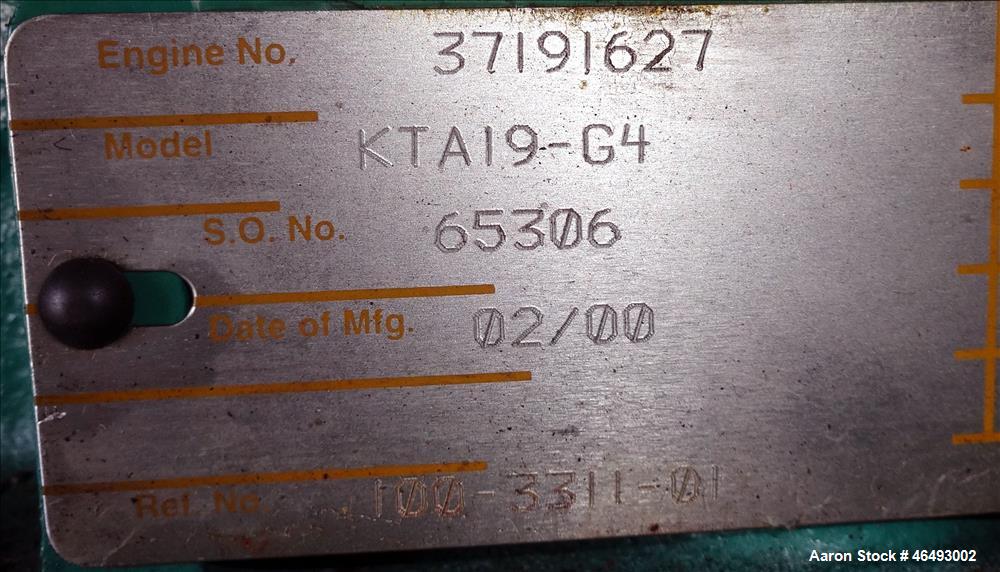 Engine No. 37191627
Model KTA19-G4
S.O. No. 65306
Date of Mfg. 02/00
Ref. No. 100-3311-01
Aaron Stock # 46493002